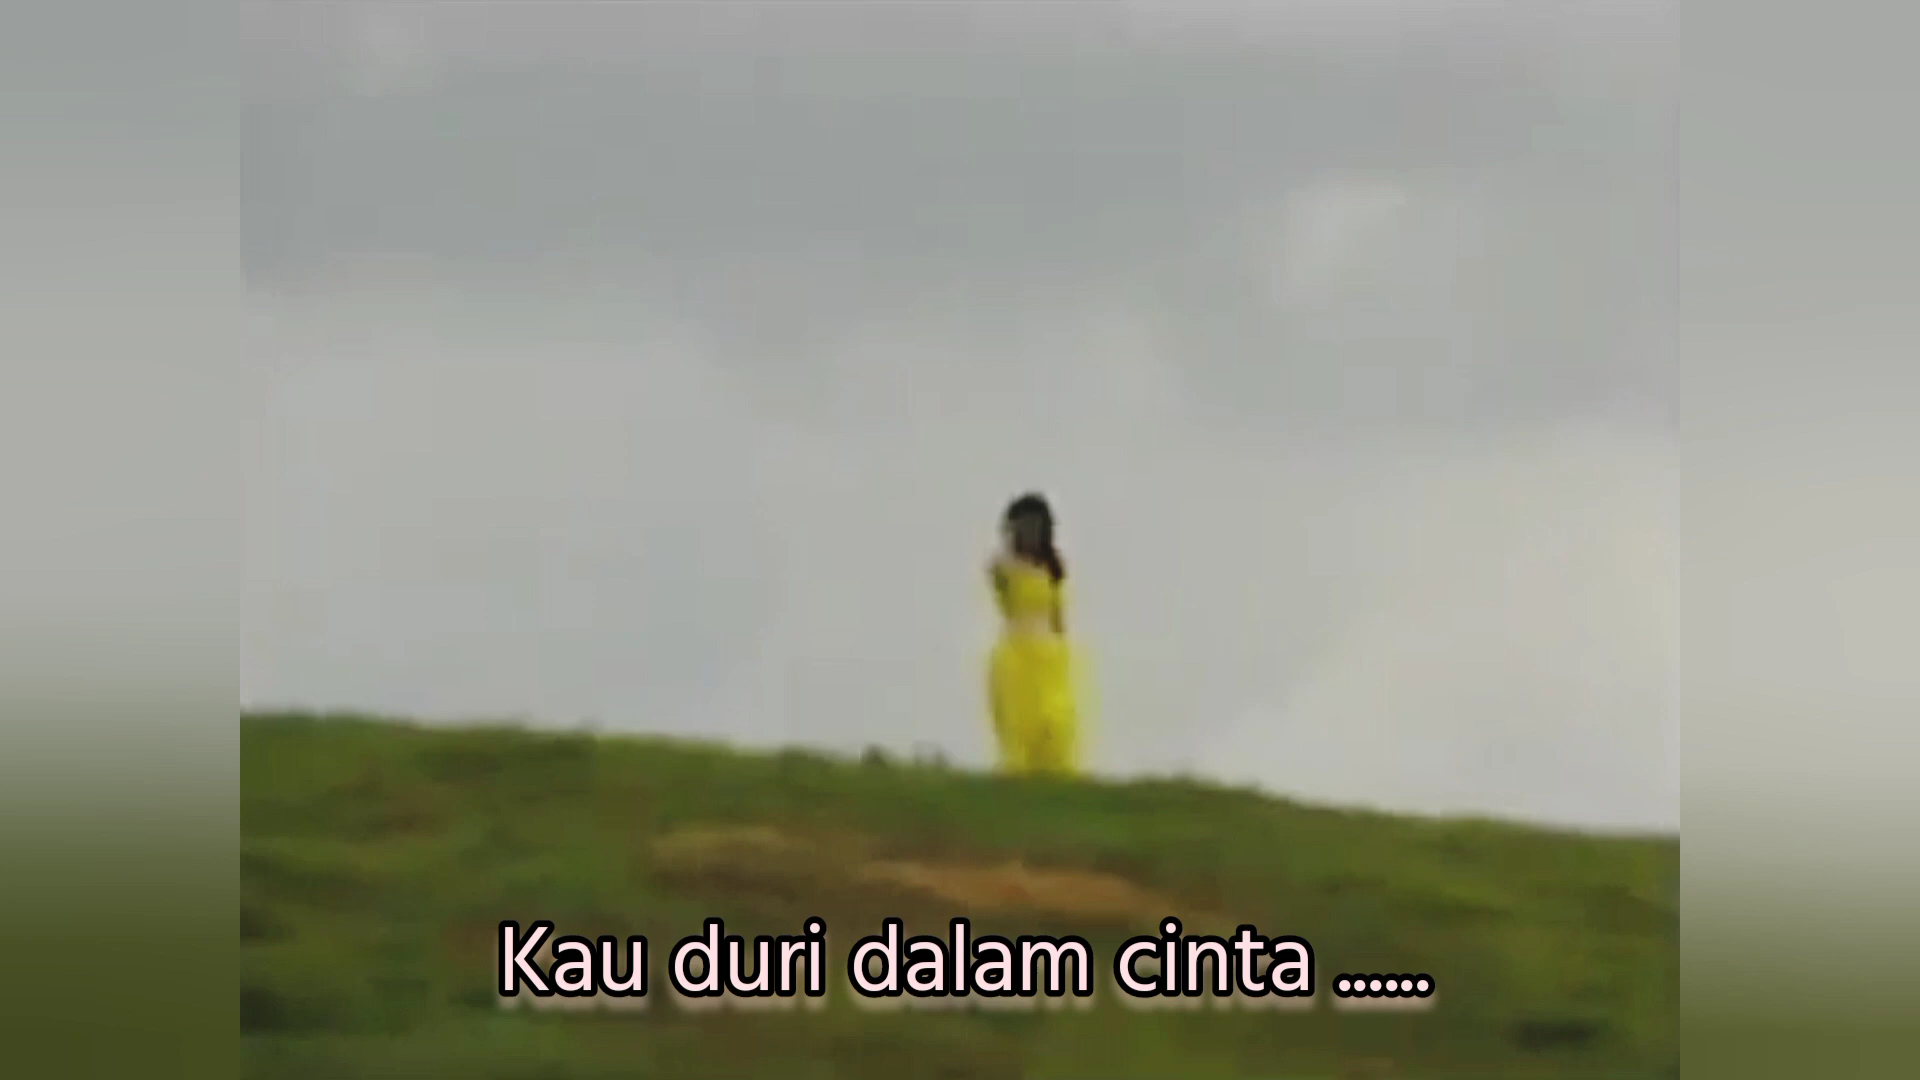 Kau duri dalam cinta ......